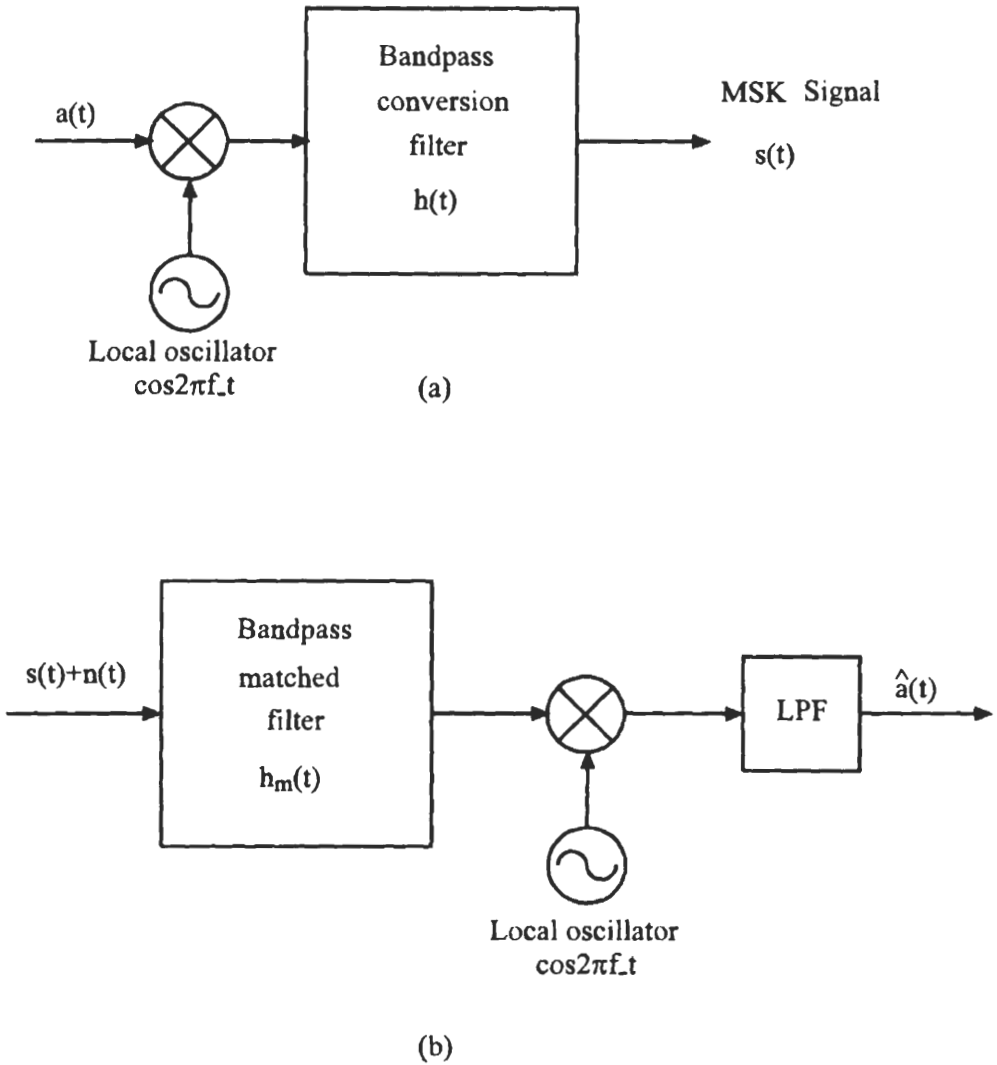 a(t)
Bandpass
conversion
filter
h(t)
MSK Signal
s(t)
Local oscillator
cos2πf_t
(a)
s(t)+n(t)
Bandpass
matched
filter
hₘ(t)
LPF
â(t)
Local oscillator
cos2πf_t
(b)